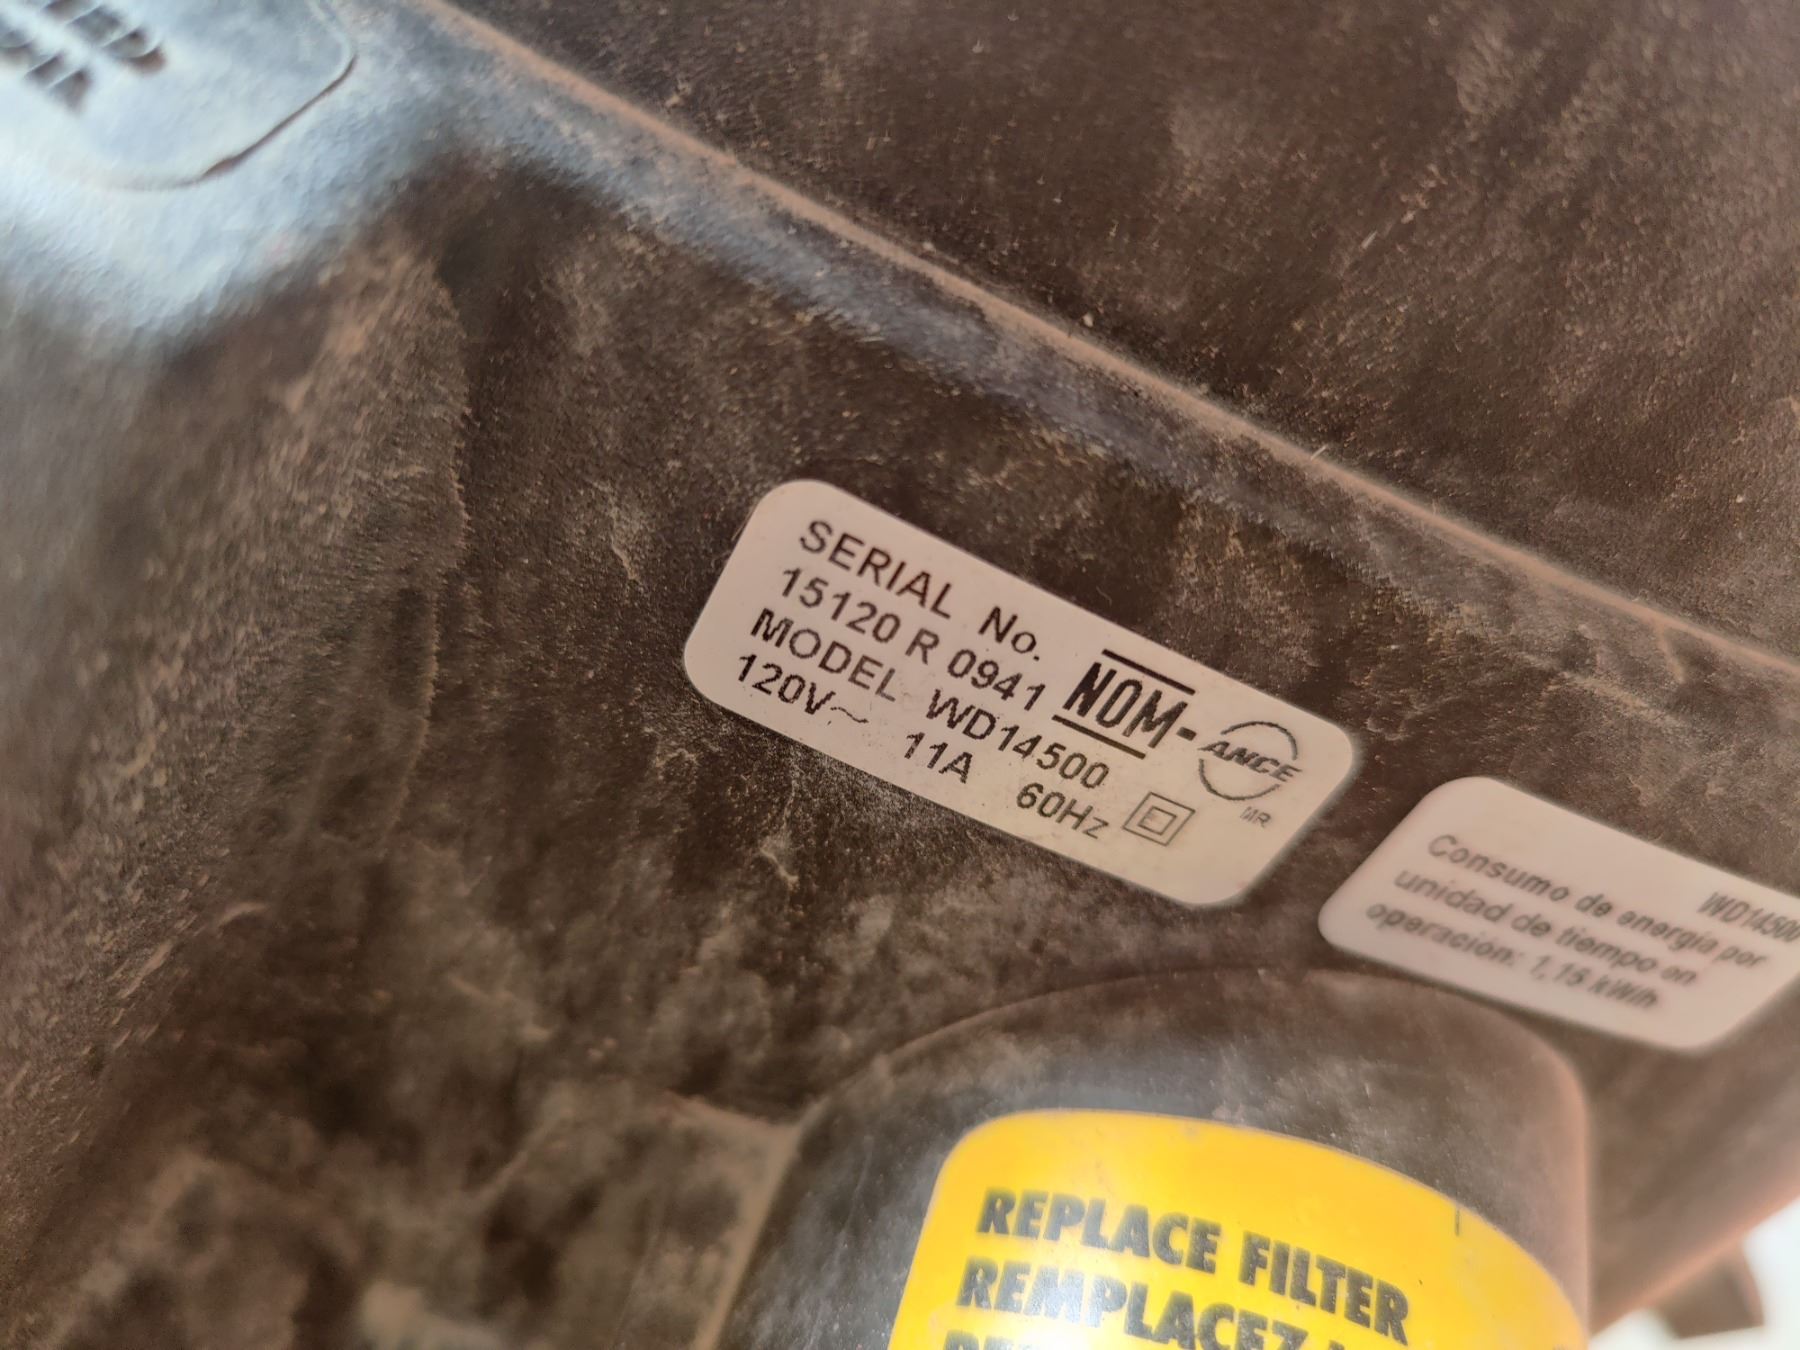 SERIAL No.
15120 R 0941
MODEL WD14500
120V~ 11A 60Hz
NOM-ANCE
MR
WD1450
Consumo de energía por
unidad de tiempo en
operación: 1,15 kWh
REPLACE FILTER
REMPLACEZ